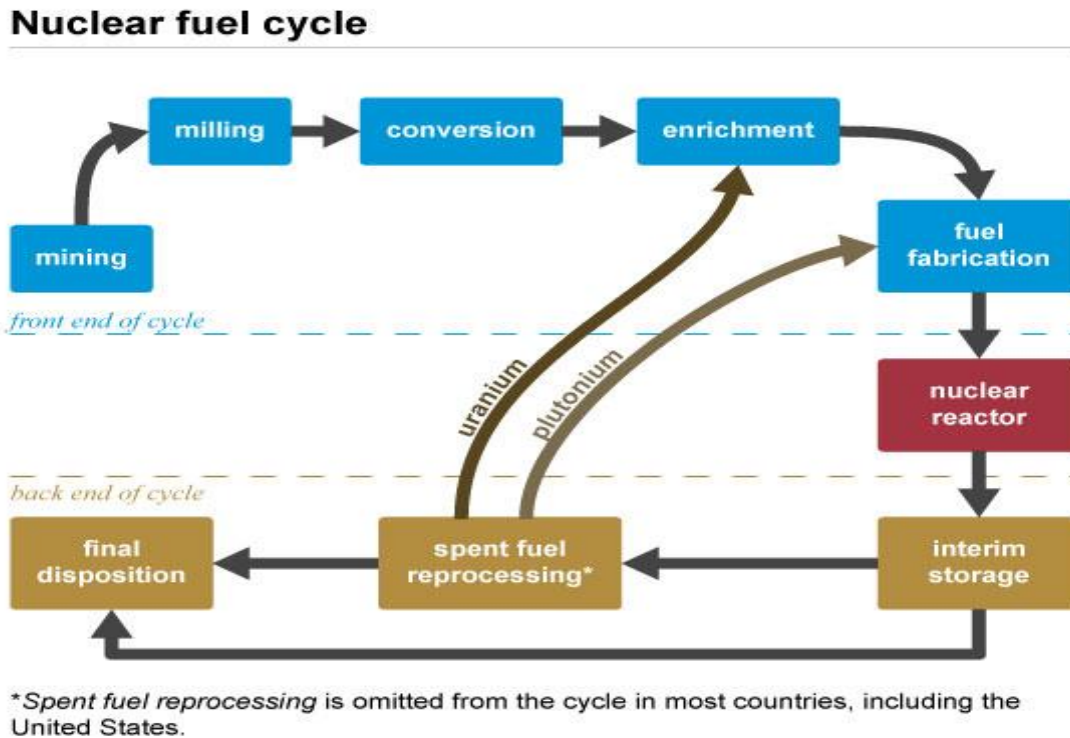 Nuclear fuel cycle
milling
conversion
enrichment
mining
fuel
fabrication
front end of cycle
uranium
plutonium
nuclear
reactor
back end of cycle
final
disposition
spent fuel
reprocessing*
interim
storage
*Spent fuel reprocessing is omitted from the cycle in most countries, including the
United States.